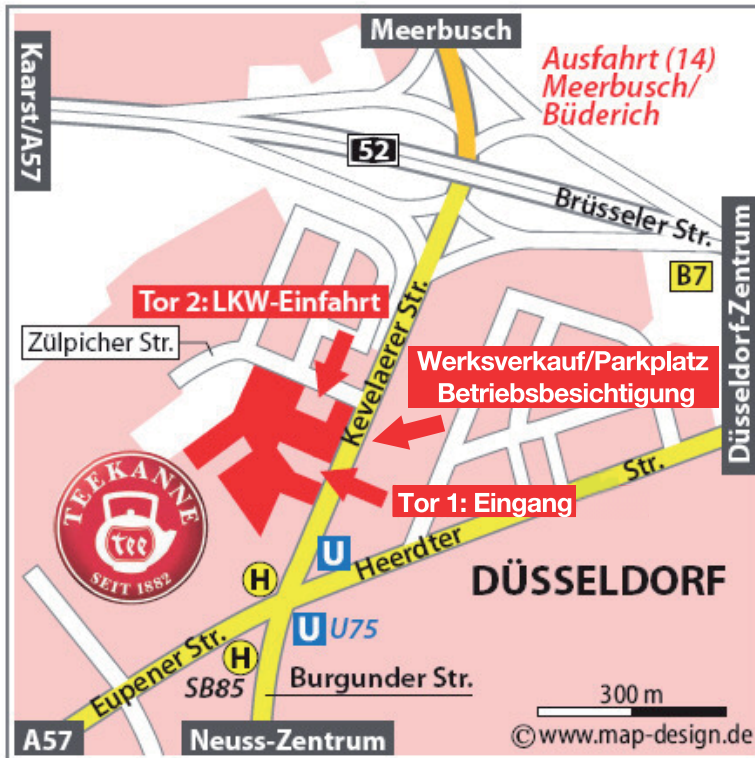 Meerbusch
Kaarst/A57
Ausfahrt (14)
Meerbusch/
Büderich
52
Brüsseler Str.
B7
Düsseldorf-Zentrum
Tor 2: LKW-Einfahrt
Zülpicher Str.
Kevelaerer Str.
Werksverkauf/Parkplatz
Betriebsbesichtigung
TEEKANNE
tee
SEIT 1882
Tor 1: Eingang
Heerdter Str.
U
H
DÜSSELDORF
U U75
H
Eupener Str.
SB85
Burgunder Str.
300 m
A57
Neuss-Zentrum
©www.map-design.de